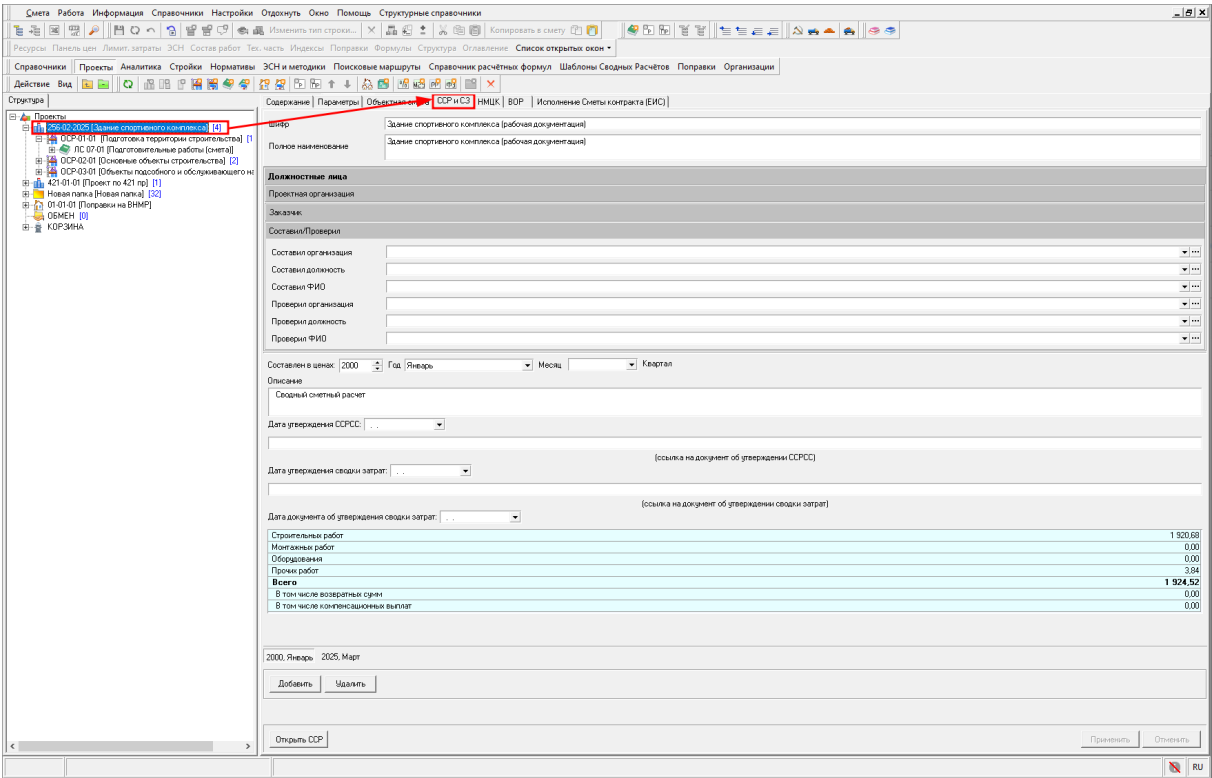 Смета Работа Информация Справочники Настройки Отдохнуть Окно Помощь Структурные справочники
Изменить тип строки... Копировать в смету
Ресурсы Панель цен Лимит. затраты ЭСН Состав работ Тех. часть Индексы Поправки Формулы Структура Оглавление Список открытых окон
Справочники Проекты Аналитика Стройки Нормативы ЭСН и методики Поисковые маршруты Справочник расчётных формул Шаблоны Сводных Расчётов Поправки Организации
Действие Вид
Структура
Содержание Параметры Объектная ССР и СЗ НМЦК ВОР Исполнение Сметы контракта (ЕИС)
Проекты
256-02-2025 [Здание спортивного комплекса] [4]
ОСР-01-01 [Подготовка территории строительства] [1
ЛС 07-01 [Подготовительные работы (смета)]
ОСР-02-01 [Основные объекты строительства] [2]
ОСР-03-01 [Объекты подсобного и обслуживающего на
421-01-01 [Проект по 421 пр] [1]
Новая папка [Новая папка] [32]
01-01-01 [Поправки на ВНМР]
ОБМЕН [0]
КОРЗИНА
Шифр
Здание спортивного комплекса (рабочая документация)
Полное наименование
Здание спортивного комплекса (рабочая документация)
Должностные лица
Проектная организация
Заказчик
Составил/Проверил
Составил организация
Составил должность
Составил ФИО
Проверил организация
Проверил должность
Проверил ФИО
Составлен в ценах: 2000 Год Январь Месяц Квартал
Описание
Сводный сметный расчет
Дата утверждения ССРСС: . .
(ссылка на документ об утверждении ССРСС)
Дата утверждения сводки затрат: . .
(ссылка на документ об утверждении сводки затрат)
Дата документа об утверждения сводки затрат: . .
Строительных работ 1 920,68
Монтажных работ 0,00
Оборудования 0,00
Прочих работ 3,84
Всего 1 924,52
В том числе возвратных сумм 0,00
В том числе компенсационных выплат 0,00
2000, Январь 2025, Март
Добавить Удалить
Открыть ССР Применить Отменить
RU